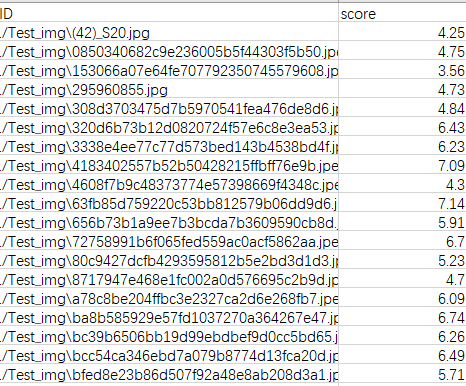 ID score
./Test_img\(42)_S20.jpg 4.25
./Test_img\0850340682c9e236005b5f44303f5b50.jpe 4.75
./Test_img\153066a07e64fe707792350745579608.jp 3.56
./Test_img\295960855.jpg 4.73
./Test_img\308d3703475d7b5970541fea476de8d6.jp 4.84
./Test_img\320d6b73b12d0820724f57e6c8e3ea53.jp 6.43
./Test_img\3338e4ee77c77d573bed143b4538bd4f.jp 6.23
./Test_img\4183402557b52b50428215ffbff76e9b.jpe 7.09
./Test_img\4608f7b9c48373774e57398669f4348c.jpe 4.3
./Test_img\63fb85d759220c53bb812579b06dd9d6.j 7.14
./Test_img\656b73b1a9ee7b3bcda7b3609590cb8d. 5.91
./Test_img\72758991b6f065fed559ac0acf5862aa.jpe 6.7
./Test_img\80c9427dcfb4293595812b5e2bd3d1d3.j 5.23
./Test_img\8717947e468e1fc002a0d576695c2b9d.j 4.7
./Test_img\a78c8be204ffbc3e2327ca2d6e268fb7.jpe 6.09
./Test_img\ba8b585929e57fd1037270a364267e47.j 6.74
./Test_img\bc39b6506bb19d99ebdbef9d0cc5bd65.j 6.26
./Test_img\bcc54ca346ebd7a079b8774d13fca20d.j 6.49
./Test_img\bfed8e23b86d507f92a48e8ab208d3a1.j 5.71